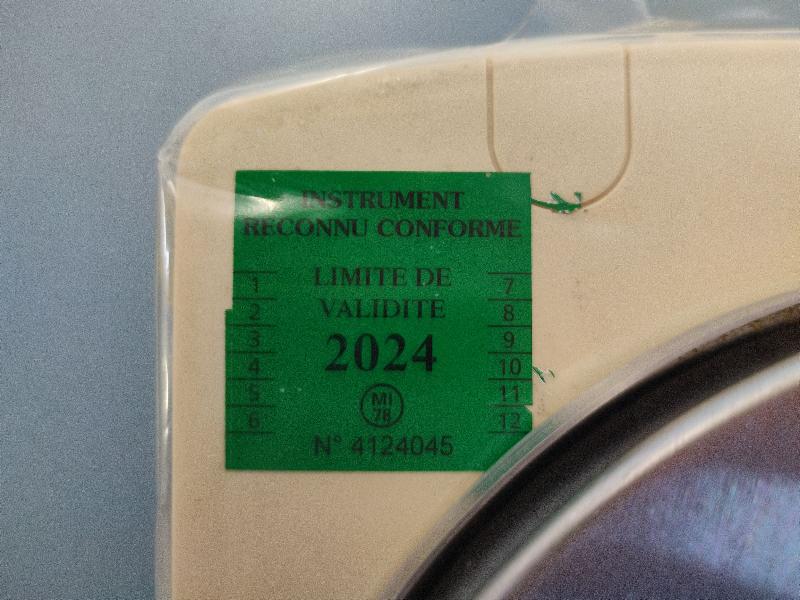 INSTRUMENT
RECONNU CONFORME
LIMITE DE
VALIDITE
2024
1
2
3
4
5
6
7
8
9
10
11
12
MI
78
N° 4124045